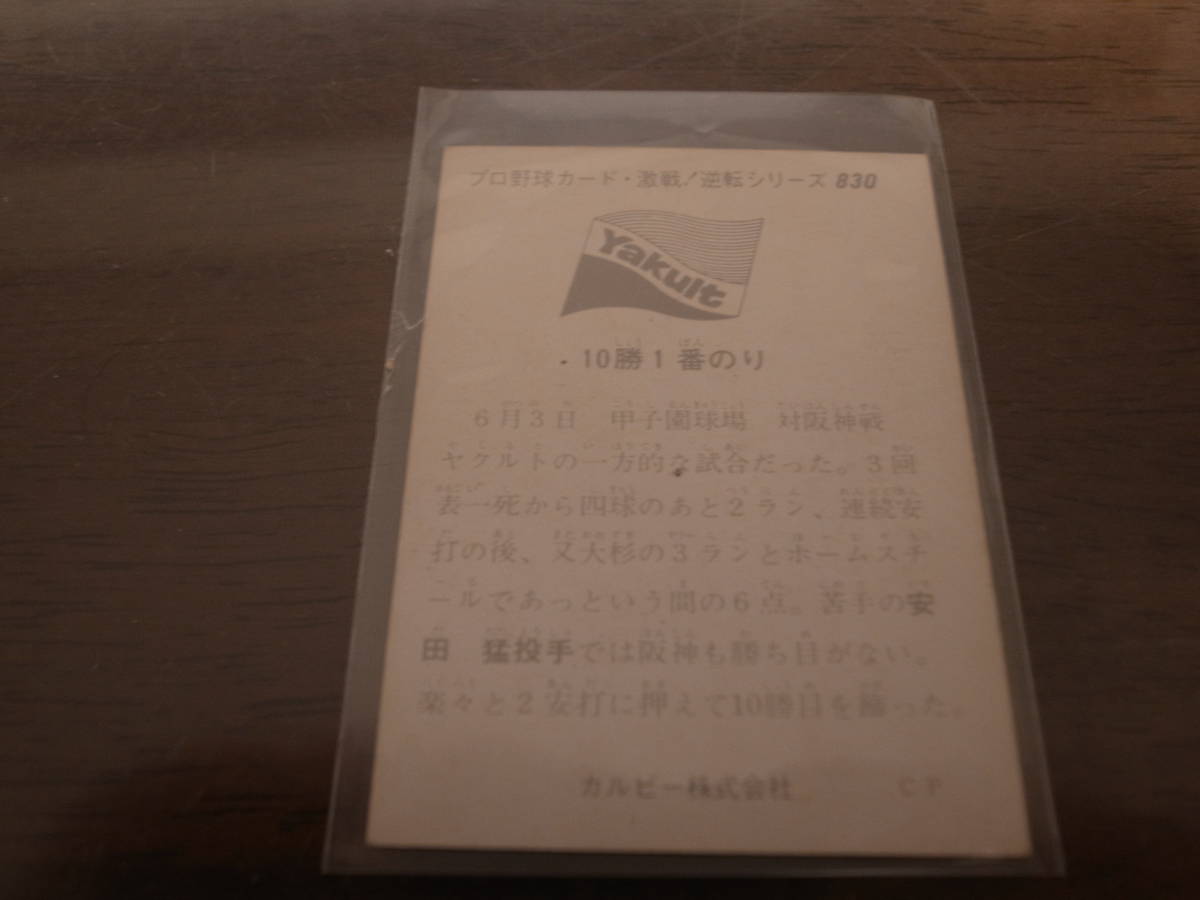 プロ野球カード・激戦！逆転シリーズ 830
Yakult
10勝1番のり
6月3日 甲子園球場 対阪神戦
ヤクルトの一方的な試合だった。3回
表一死から四球のあと2ラン、連続安
打の後、又大杉の3ランとホームスチ
ールであっという間の6点。苦手の安
田 猛投手では阪神も勝ち目がない。
楽々と2安打に押えて10勝目を飾った。
カルビー株式会社 CP